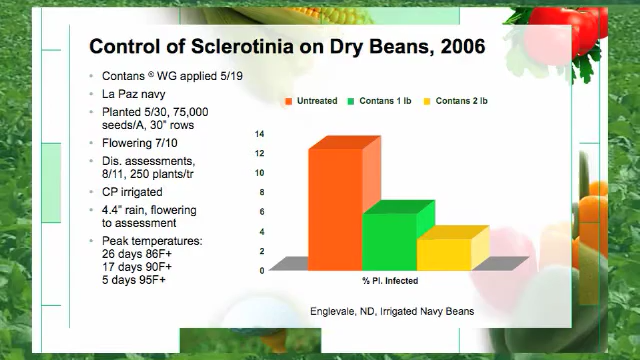 Control of Sclerotinia on Dry Beans, 2006
• Contans ® WG applied 5/19
• La Paz navy
• Planted 5/30, 75,000
seeds/A, 30" rows
• Flowering 7/10
• Dis. assessments,
8/11, 250 plants/tr
• CP irrigated
• 4.4" rain, flowering
to assessment
• Peak temperatures:
26 days 86F+
17 days 90F+
5 days 95F+
Untreated Contans 1 lb Contans 2 lb
14
12
10
8
6
4
2
0
% Pl. Infected
Englevale, ND, Irrigated Navy Beans